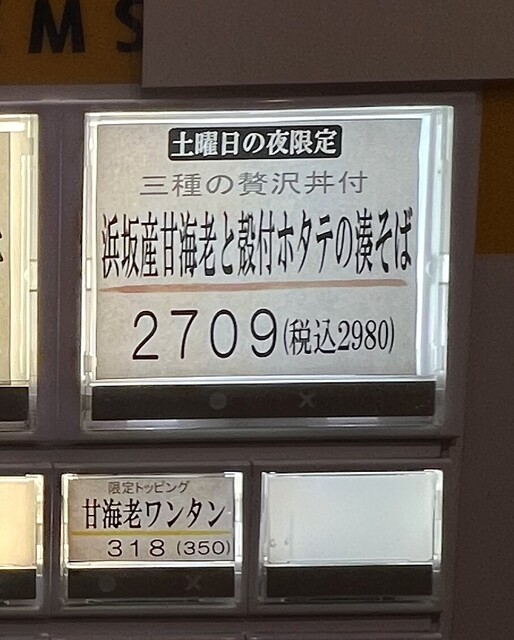 MS
土曜日の夜限定
三種の贅沢丼付
浜坂産甘海老と殻付ホタテの湊そば
2709(税込2980)
限定トッピング
甘海老ワンタン
318(350)